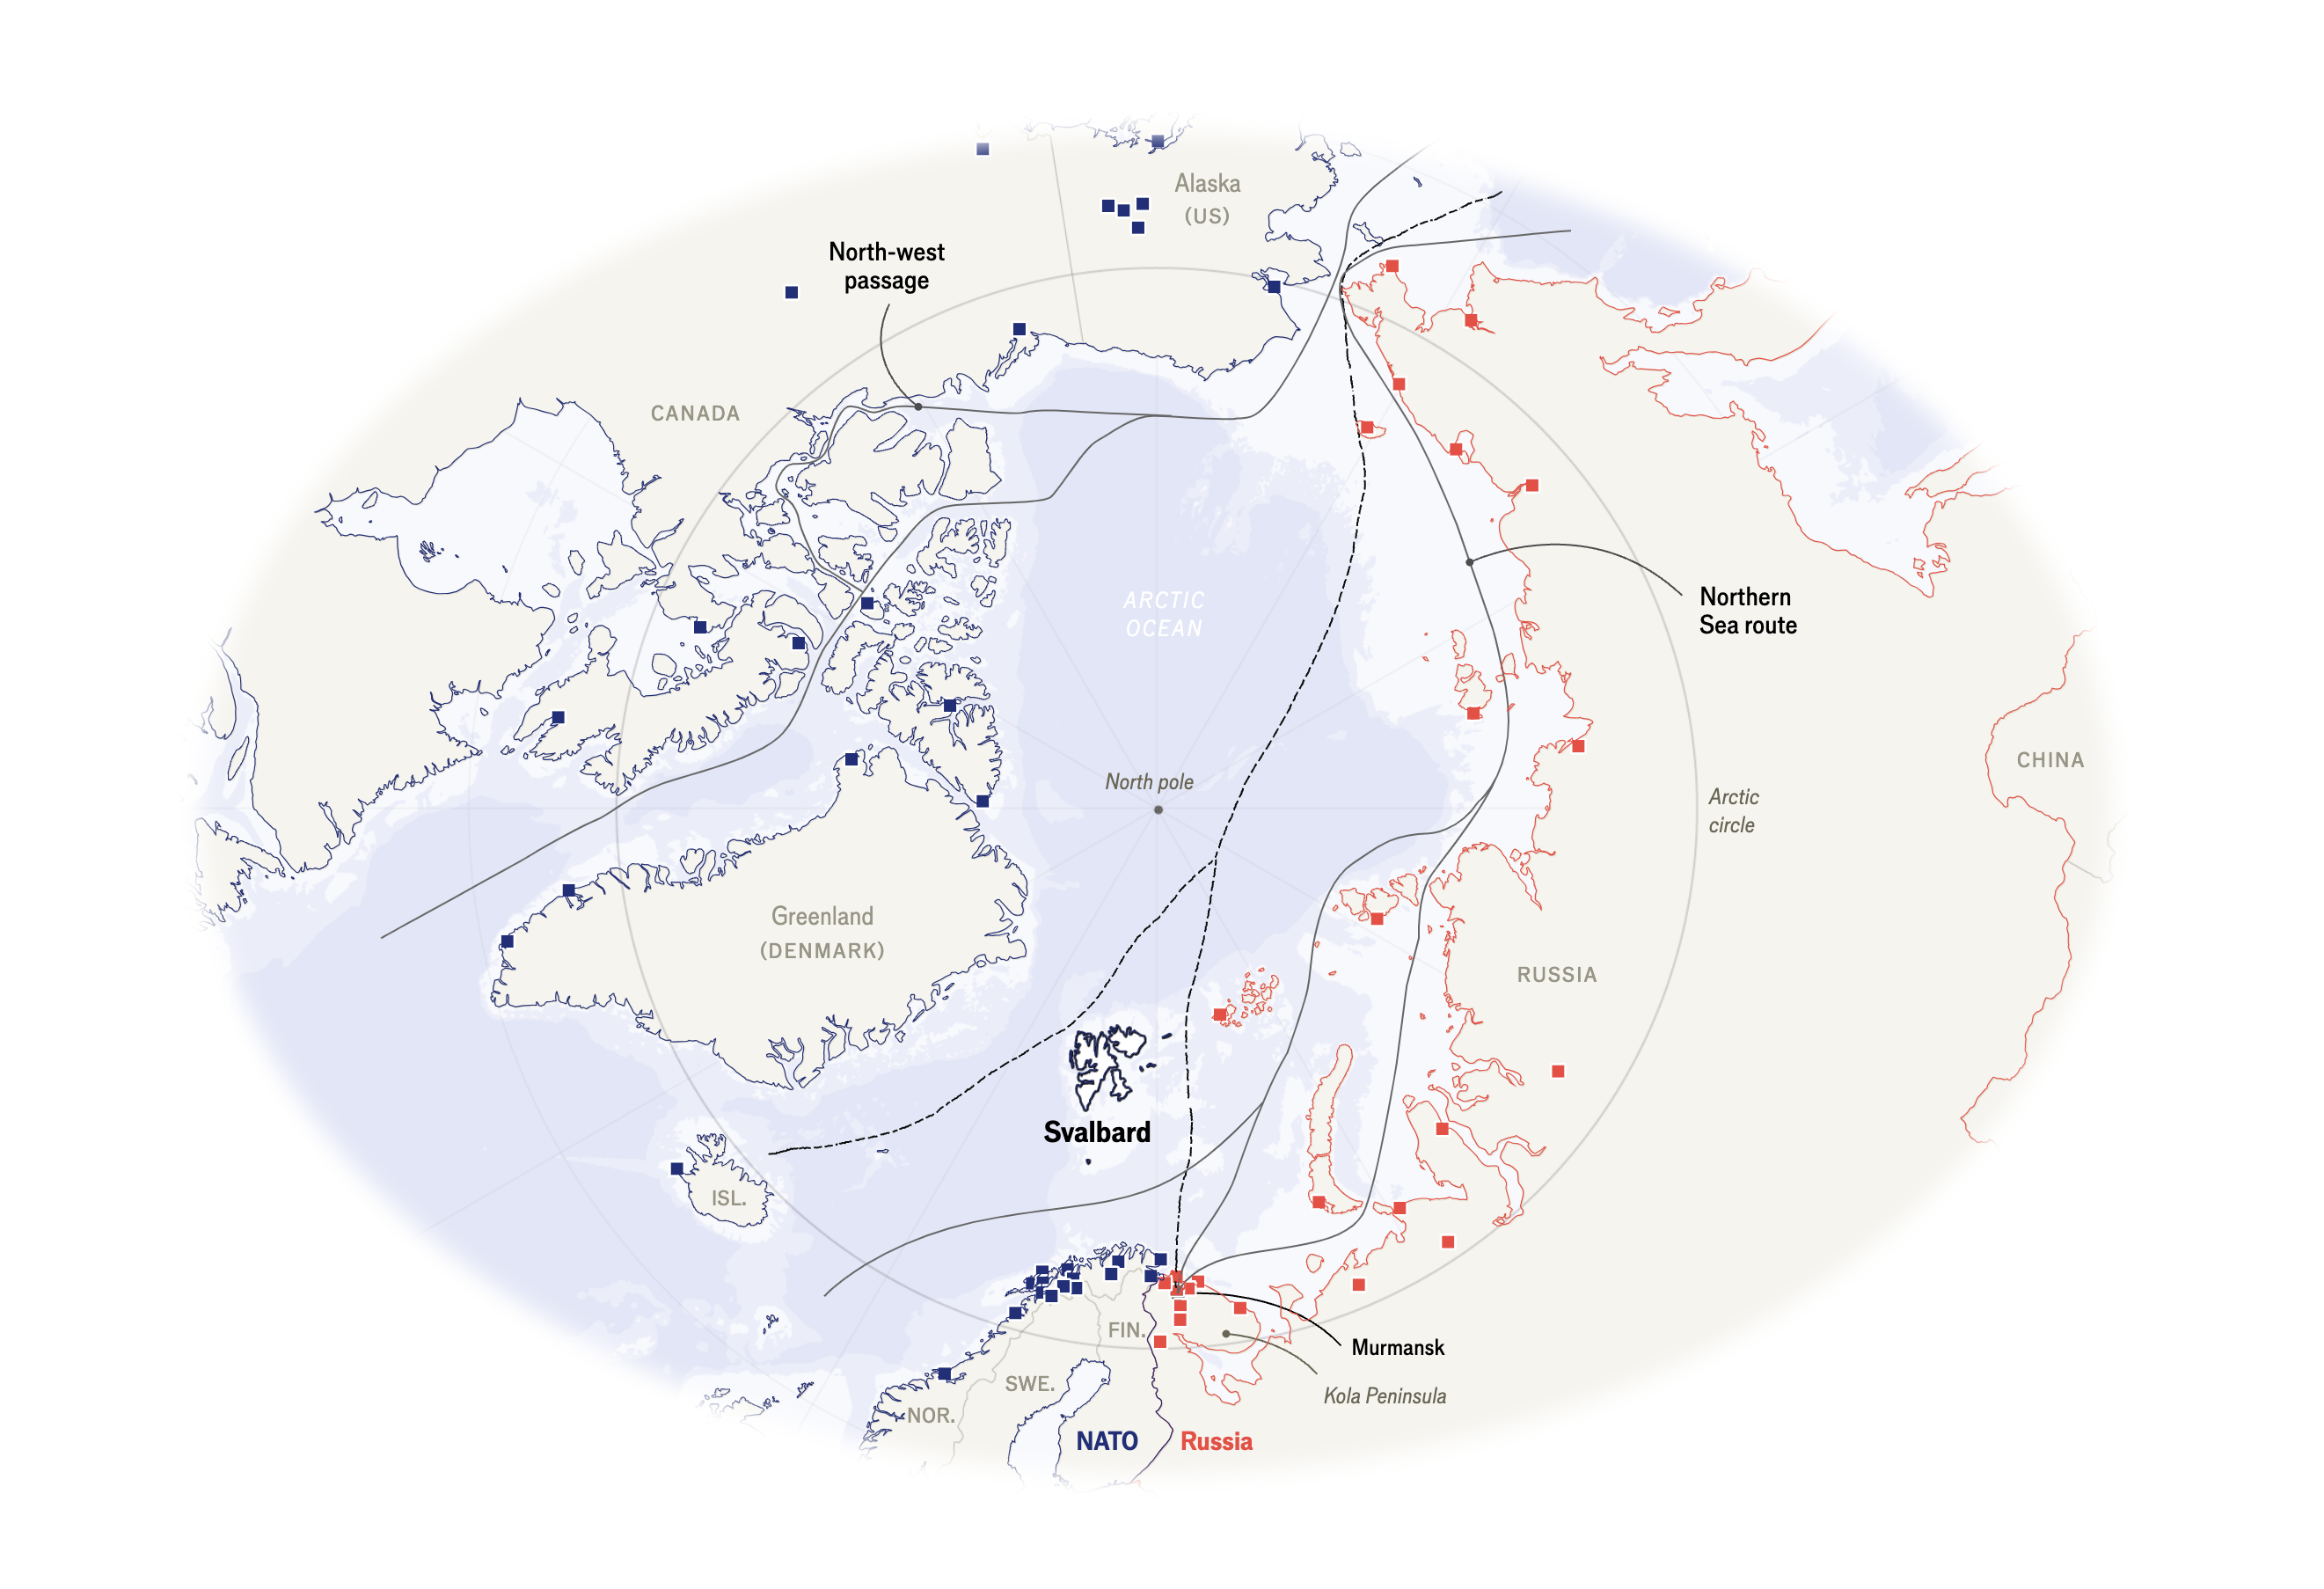 Alaska
(US)
North-west
passage
CANADA
ARCTIC
OCEAN
Northern
Sea route
North pole
CHINA
Arctic
circle
Greenland
(DENMARK)
RUSSIA
Svalbard
ISL.
FIN.
Murmansk
SWE.
Kola Peninsula
NOR.
NATO
Russia